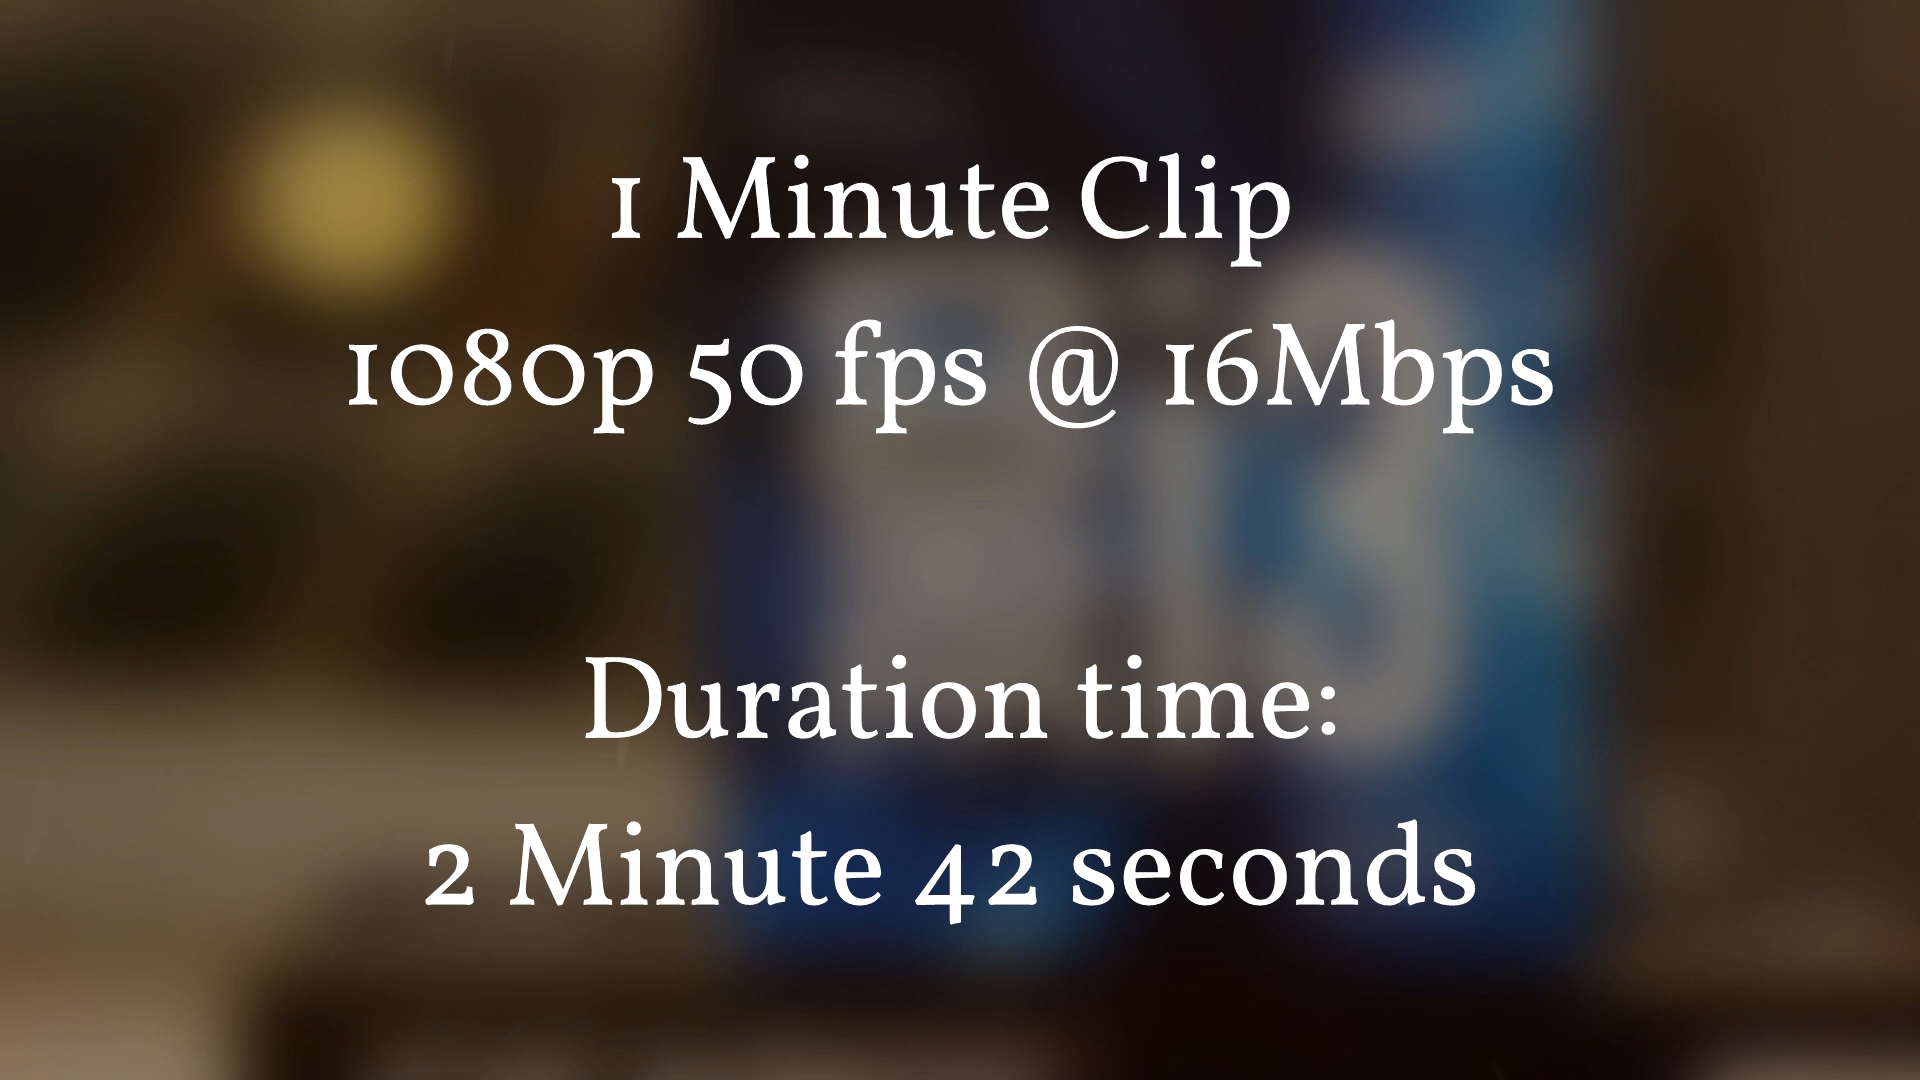 1 Minute Clip
1080p 50 fps @ 16Mbps
Duration time:
2 Minute 42 seconds